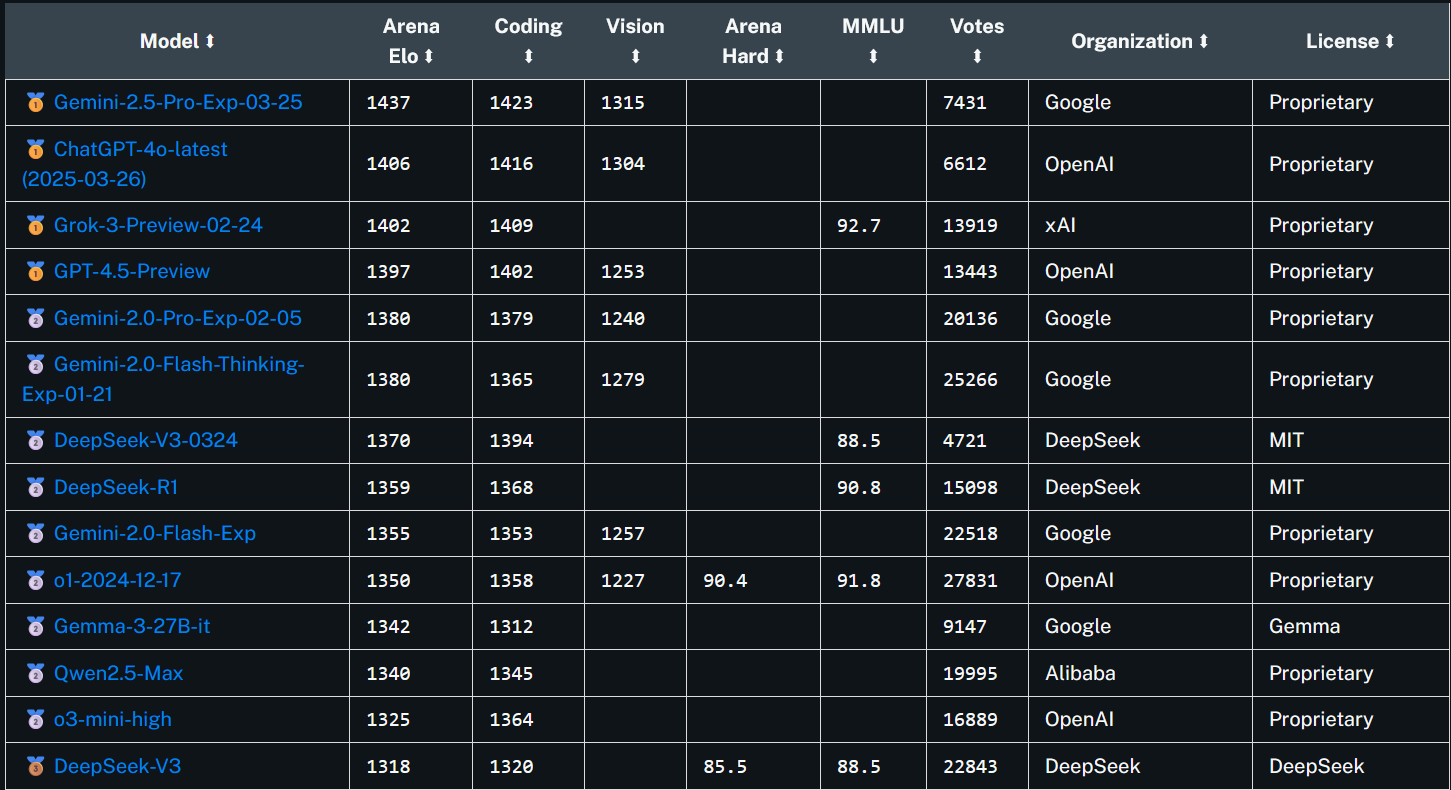 Model ⬍ Arena Elo ⬍ Coding ⬍ Vision ⬍ Arena Hard ⬍ MMLU ⬍ Votes ⬍ Organization ⬍ License ⬍
Gemini-2.5-Pro-Exp-03-25 1437 1423 1315 7431 Google Proprietary
ChatGPT-4o-latest (2025-03-26) 1406 1416 1304 6612 OpenAI Proprietary
Grok-3-Preview-02-24 1402 1409 92.7 13919 xAI Proprietary
GPT-4.5-Preview 1397 1402 1253 13443 OpenAI Proprietary
Gemini-2.0-Pro-Exp-02-05 1380 1379 1240 20136 Google Proprietary
Gemini-2.0-Flash-Thinking-Exp-01-21 1380 1365 1279 25266 Google Proprietary
DeepSeek-V3-0324 1370 1394 88.5 4721 DeepSeek MIT
DeepSeek-R1 1359 1368 90.8 15098 DeepSeek MIT
Gemini-2.0-Flash-Exp 1355 1353 1257 22518 Google Proprietary
o1-2024-12-17 1350 1358 1227 90.4 91.8 27831 OpenAI Proprietary
Gemma-3-27B-it 1342 1312 9147 Google Gemma
Qwen2.5-Max 1340 1345 19995 Alibaba Proprietary
o3-mini-high 1325 1364 16889 OpenAI Proprietary
DeepSeek-V3 1318 1320 85.5 88.5 22843 DeepSeek DeepSeek